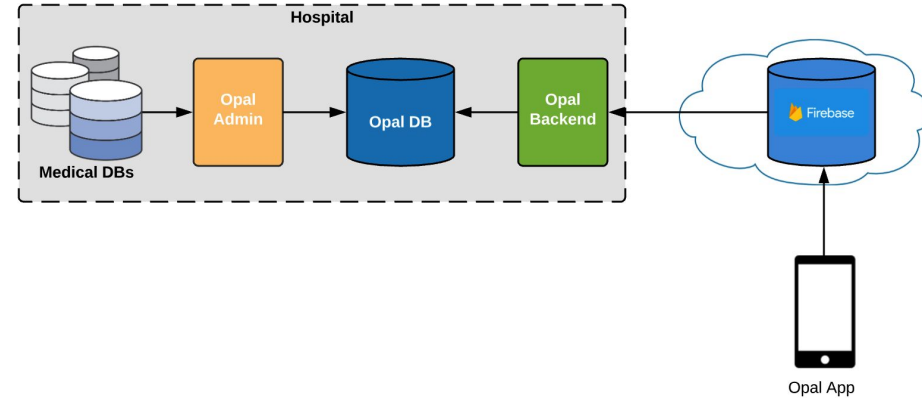 Hospital
Opal
Admin
Opal DB
Opal
Backend
Firebase
Medical DBs
Opal App